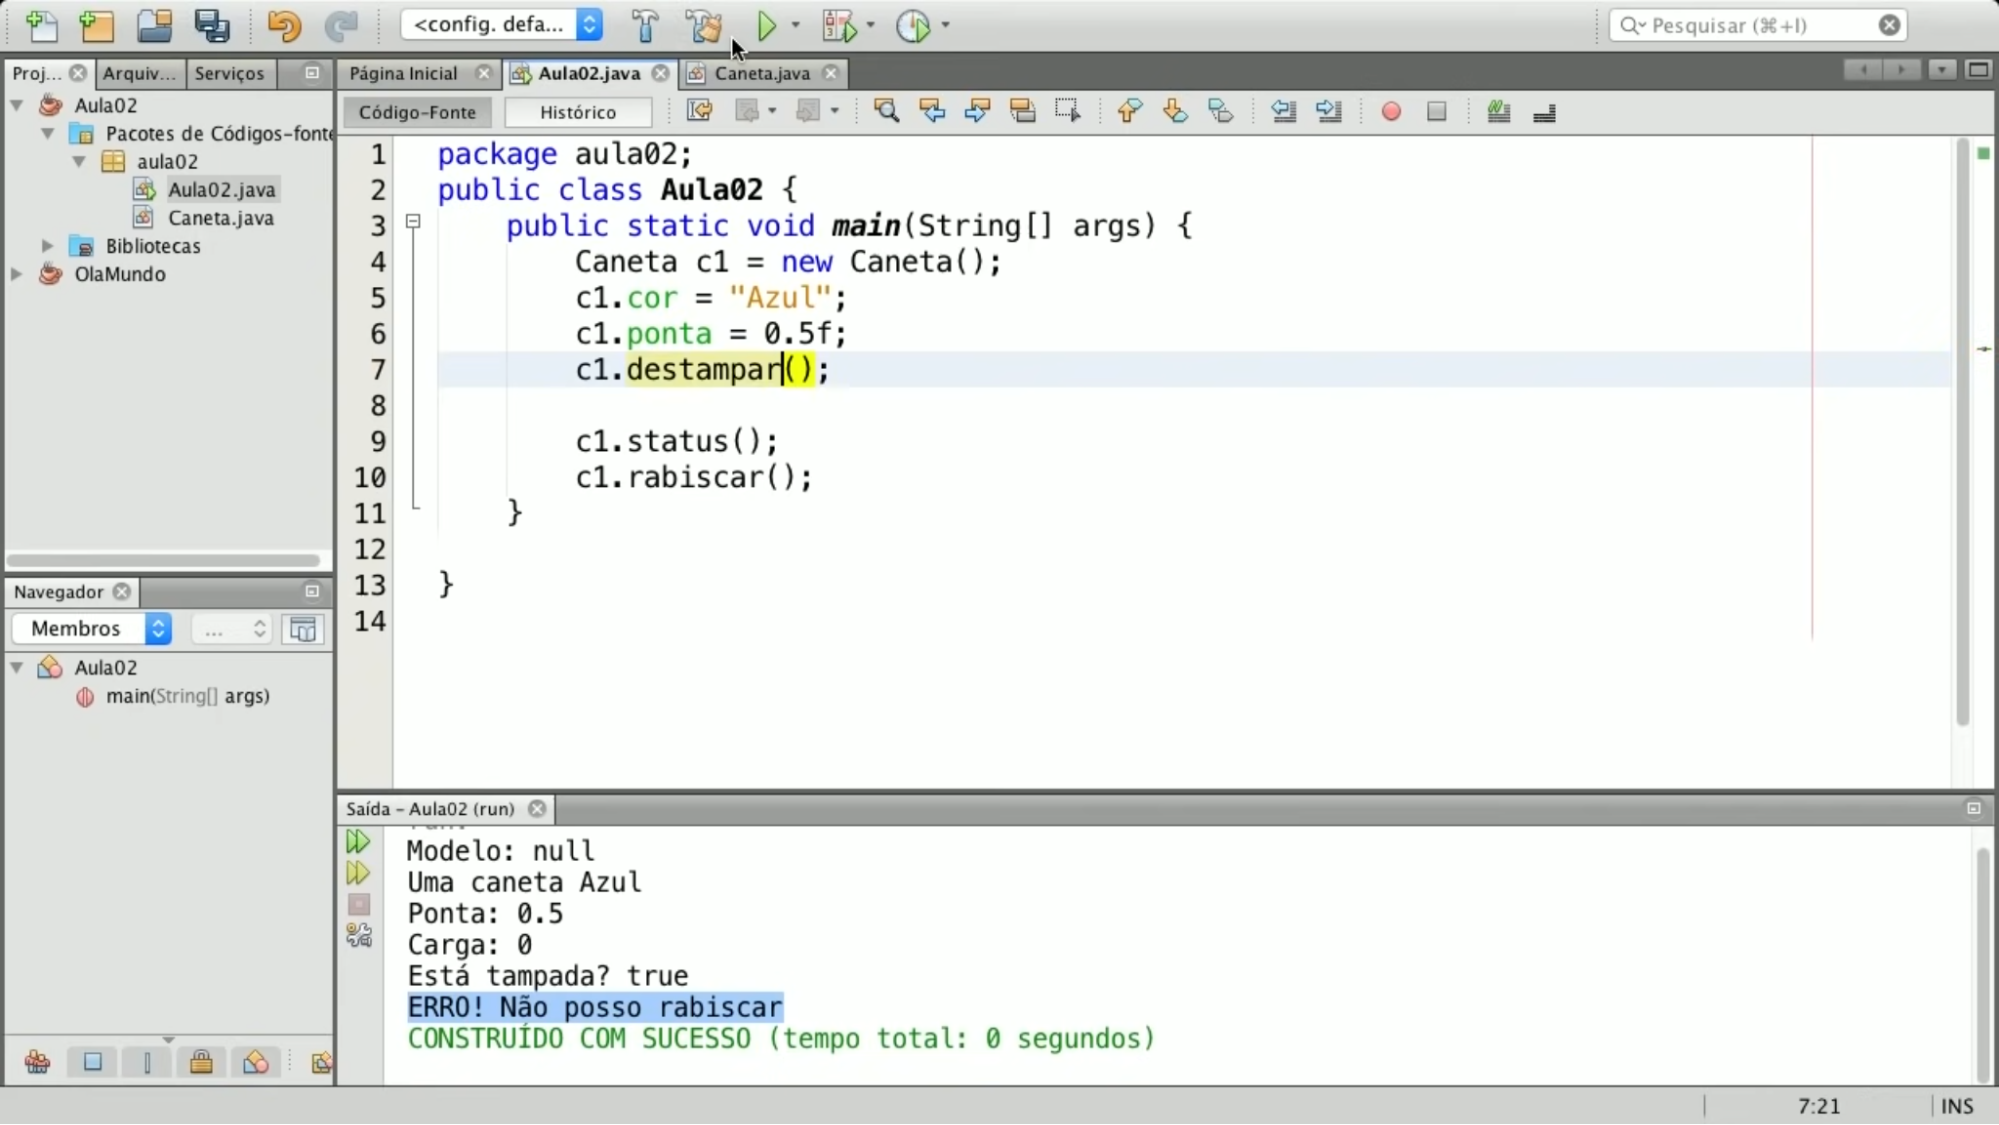 <config. defa...
Pesquisar (⌘+I)
Proj...
Arquiv...
Serviços
Página Inicial
Aula02.java
Caneta.java
Código-Fonte
Histórico
Aula02
Pacotes de Códigos-fonte
aula02
Aula02.java
Caneta.java
Bibliotecas
OlaMundo
1 package aula02;
2 public class Aula02 {
3 public static void main(String[] args) {
4 Caneta c1 = new Caneta();
5 c1.cor = "Azul";
6 c1.ponta = 0.5f;
7 c1.destampar();
8
9 c1.status();
10 c1.rabiscar();
11 }
12
13 }
14
Navegador
Membros
...
Aula02
main(String[] args)
Saída - Aula02 (run)
Modelo: null
Uma caneta Azul
Ponta: 0.5
Carga: 0
Está tampada? true
ERRO! Não posso rabiscar
CONSTRUÍDO COM SUCESSO (tempo total: 0 segundos)
7:21
INS